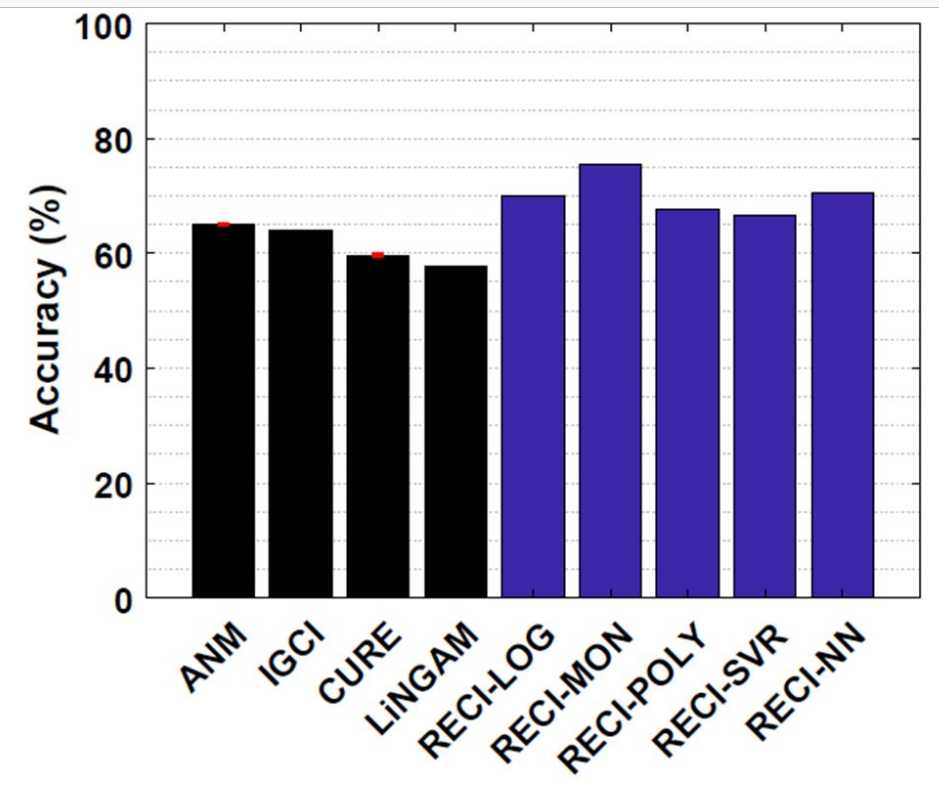 100
80
60
40
20
0
Accuracy (%)
ANM
IGCI
CURE
LiNGAM
RECI-LOG
RECI-MON
RECI-POLY
RECI-SVR
RECI-NN